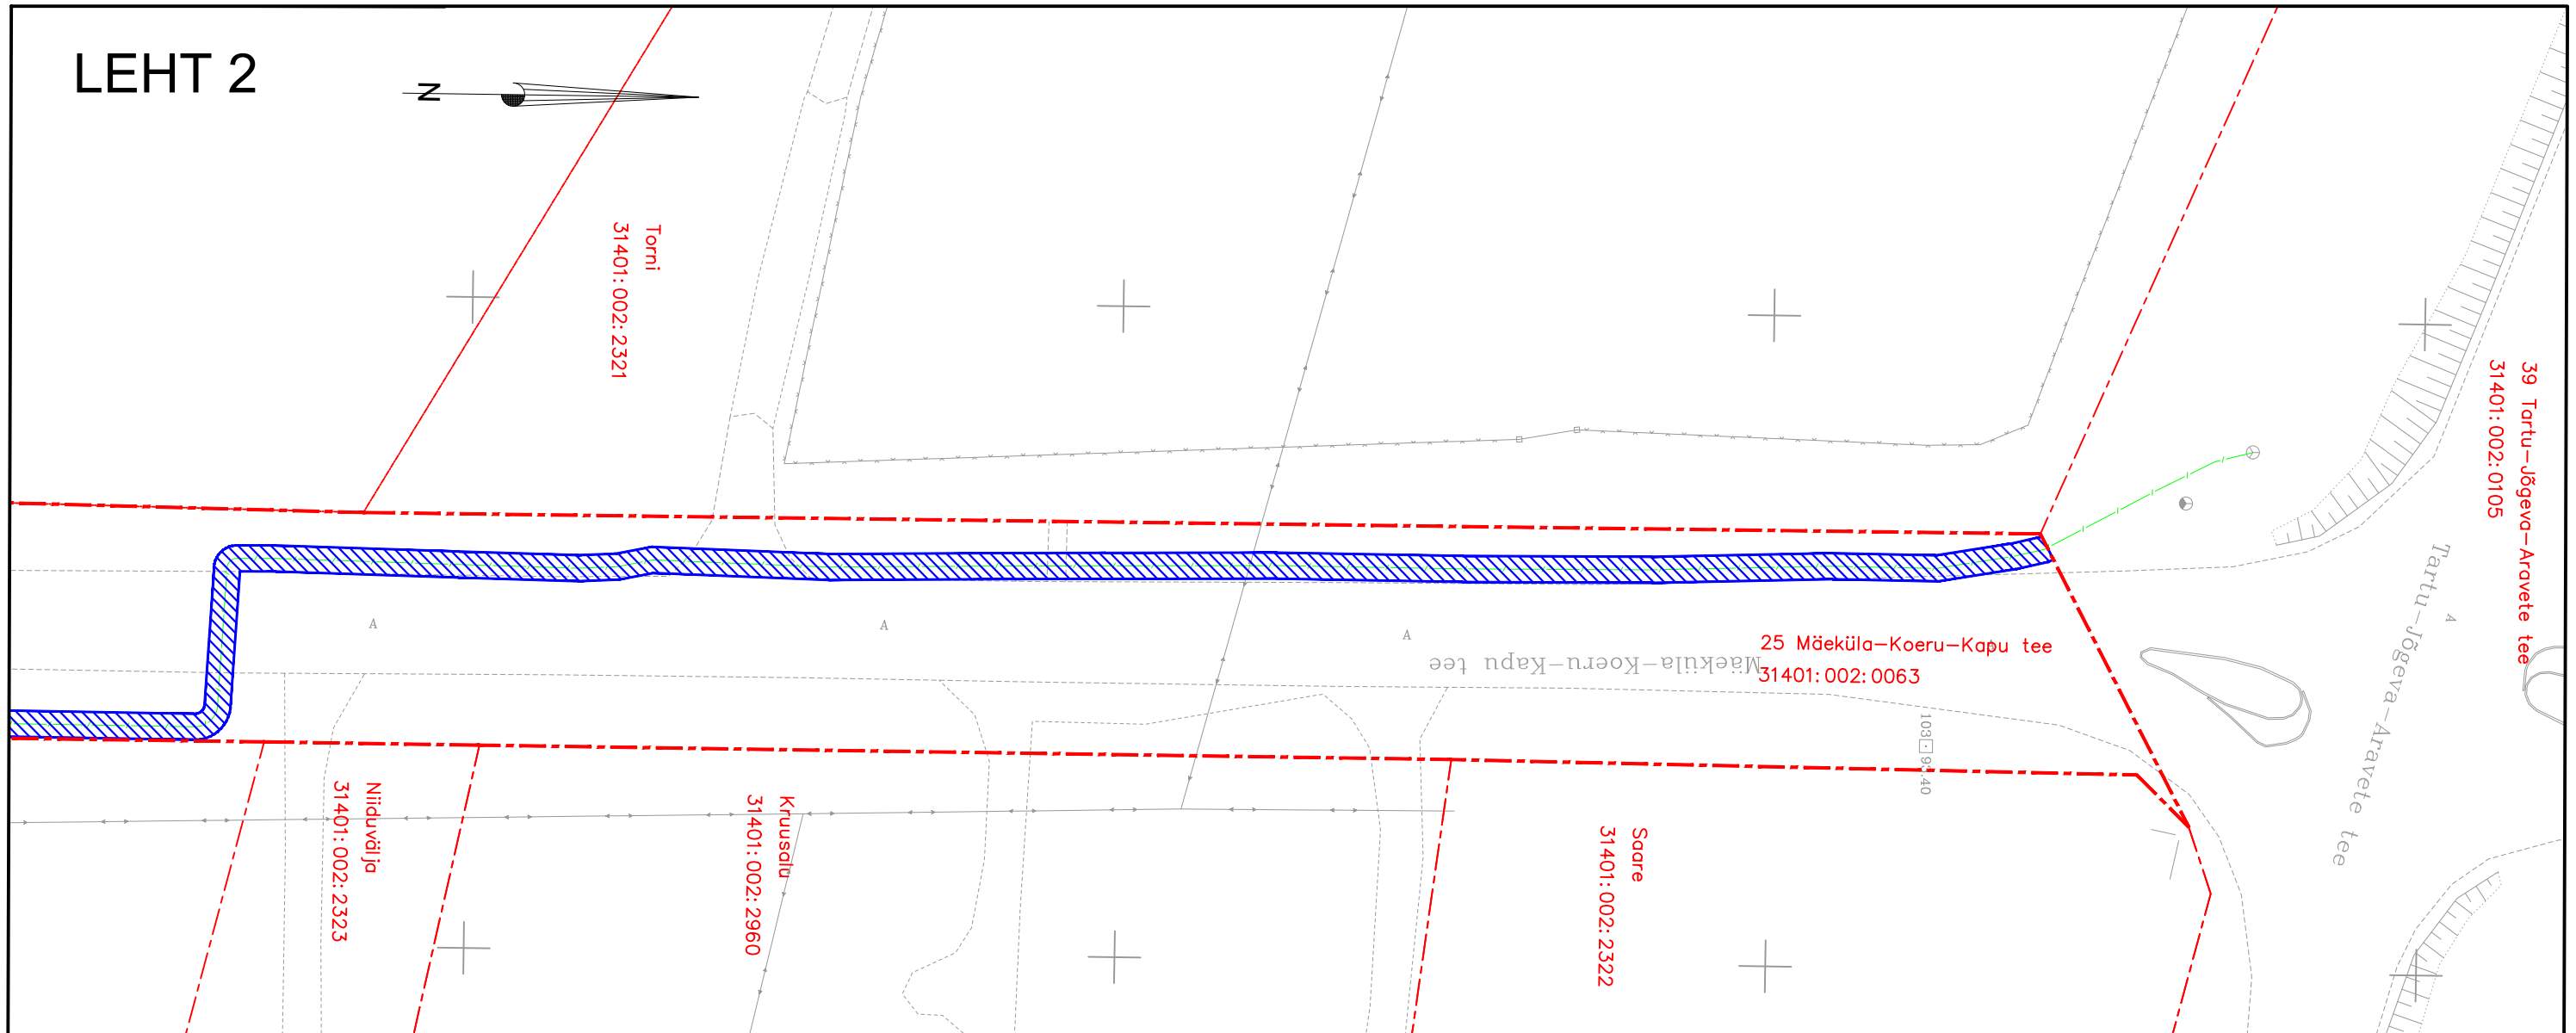 LEHT 2
N
Torni
31401:002:2321
39 Tartu-Jõgeva-Aravete tee
31401:002:0105
Tartu-Jõgeva-Aravete tee
A
A
A
A
Mäeküla-Koeru-Kapu tee
25 Mäeküla-Koeru-Kapu tee
31401:002:0063
103
Niiduvälja
31401:002:2323
Kruusalu
31401:002:2960
Saare
31401:002:2322